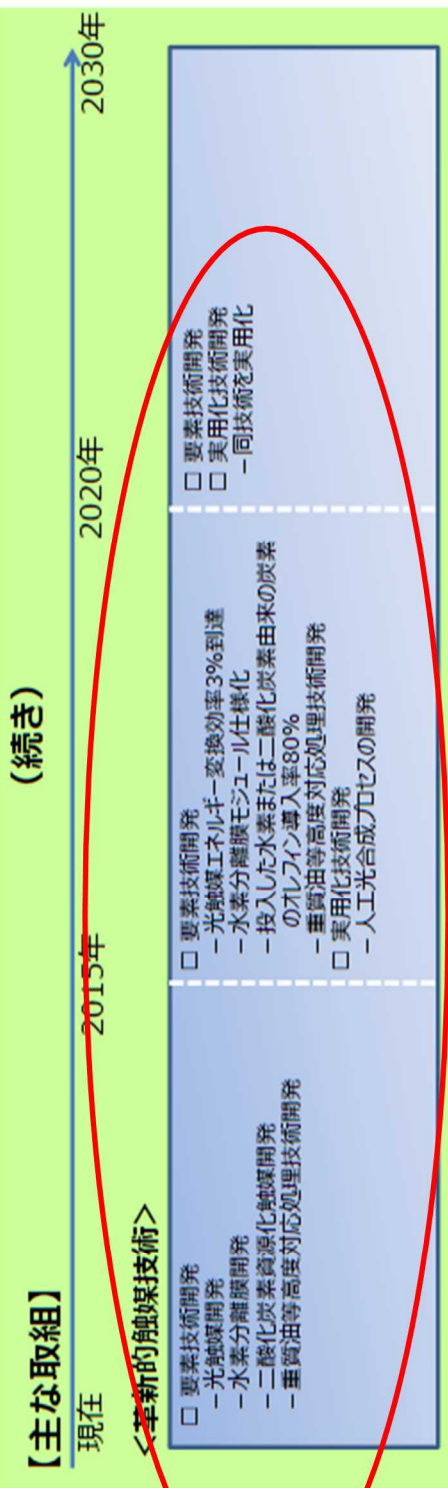 (続き)
【主な取組】
現在
2015年
2020年
2030年
<革新的触媒技術>
□ 要素技術開発
－光触媒開発
－水素分離膜開発
－二酸化炭素資源化触媒開発
－重質油等高度対応処理技術開発
□ 要素技術開発
－光触媒エネルギー変換効率3%到達
－水素分離膜モジュール仕様化
－投入した水素または二酸化炭素由来の炭素
のオレフィン導入率80%
－重質油等高度対応処理技術開発
□ 実用化技術開発
－人工光合成プロセスの開発
□ 要素技術開発
□ 実用化技術開発
－同技術を実用化